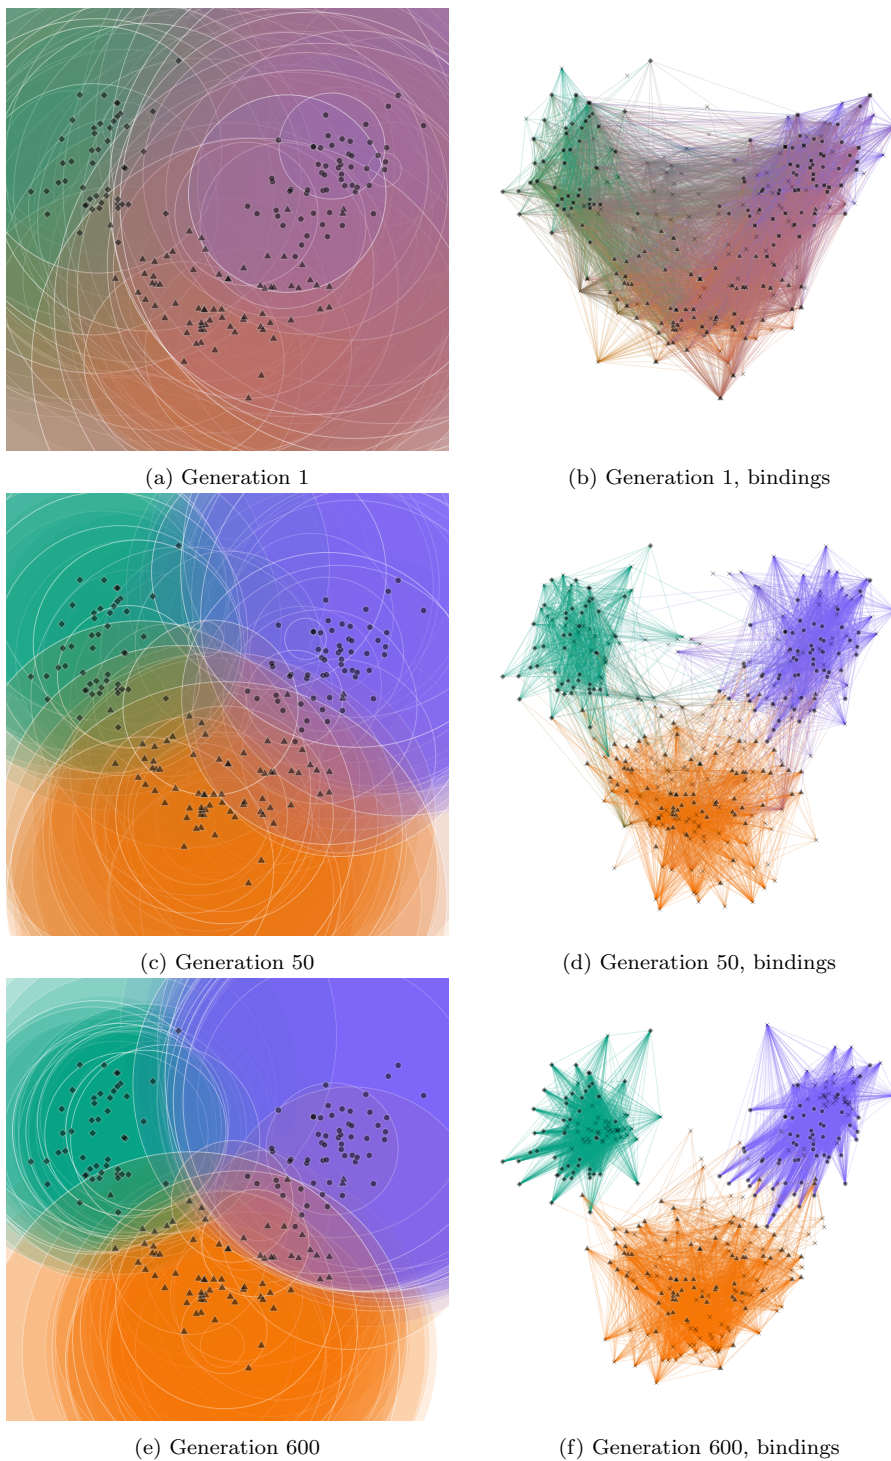 (a) Generation 1
(b) Generation 1, bindings
(c) Generation 50
(d) Generation 50, bindings
(e) Generation 600
(f) Generation 600, bindings